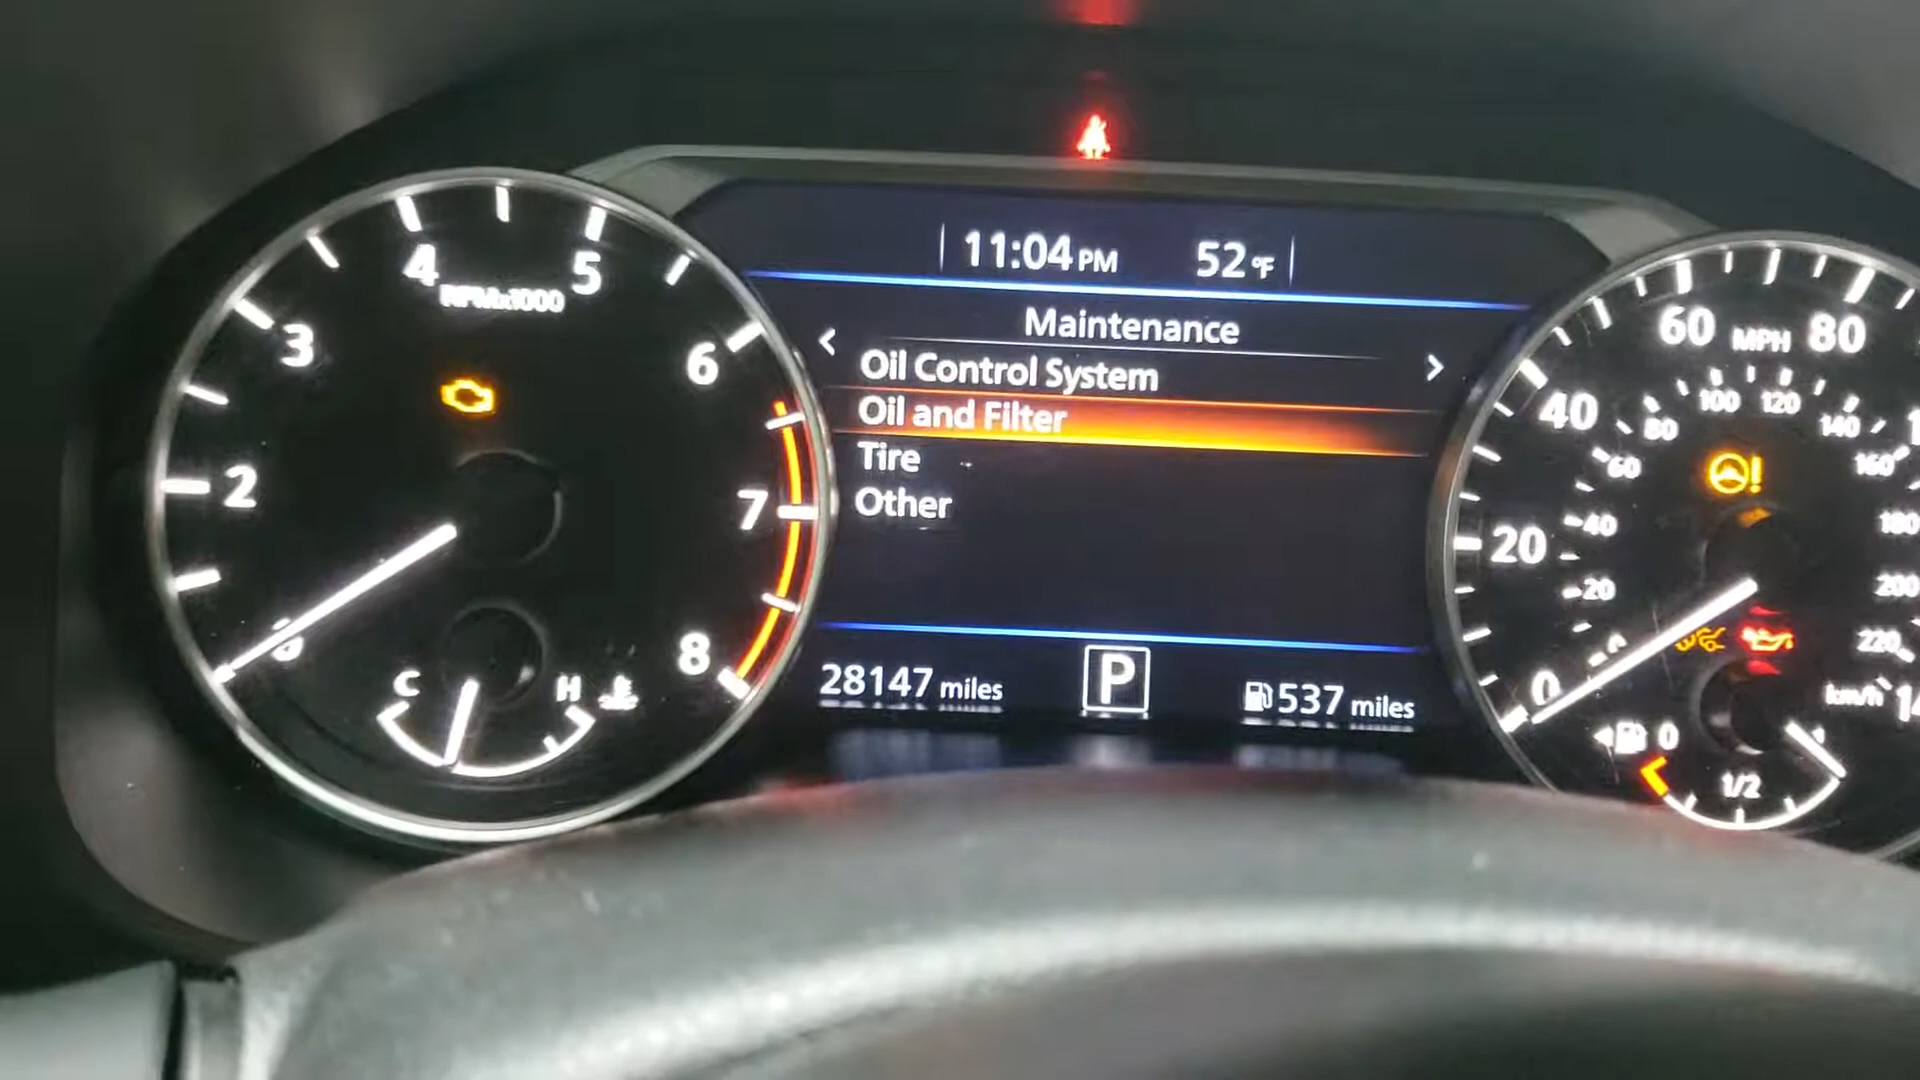 11:04 PM 52 °F
Maintenance
Oil Control System
Oil and Filter
Tire
Other
28147 miles P 537 miles
2 3 4 5 6 7 8
RPMx1000
C H
0 20 40 60 80
MPH
20 40 60 80 100 120 140 160 180 200 220
km/h
0 1/2